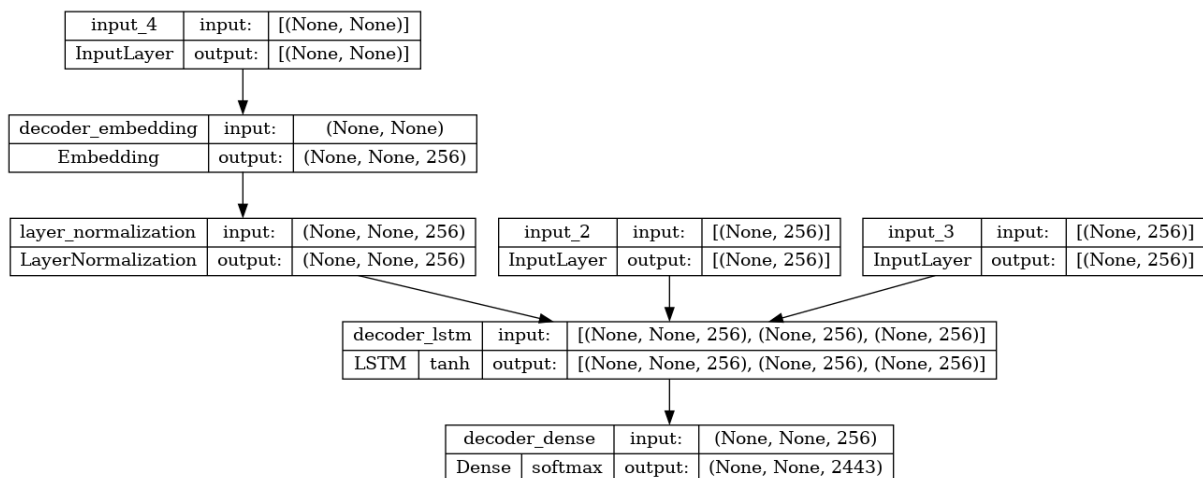 input_4 input: [(None, None)]
InputLayer output: [(None, None)]
decoder_embedding input: (None, None)
Embedding output: (None, None, 256)
layer_normalization input: (None, None, 256)
LayerNormalization output: (None, None, 256)
input_2 input: [(None, 256)]
InputLayer output: [(None, 256)]
input_3 input: [(None, 256)]
InputLayer output: [(None, 256)]
decoder_lstm input: [(None, None, 256), (None, 256), (None, 256)]
LSTM tanh output: [(None, None, 256), (None, 256), (None, 256)]
decoder_dense input: (None, None, 256)
Dense softmax output: (None, None, 2443)